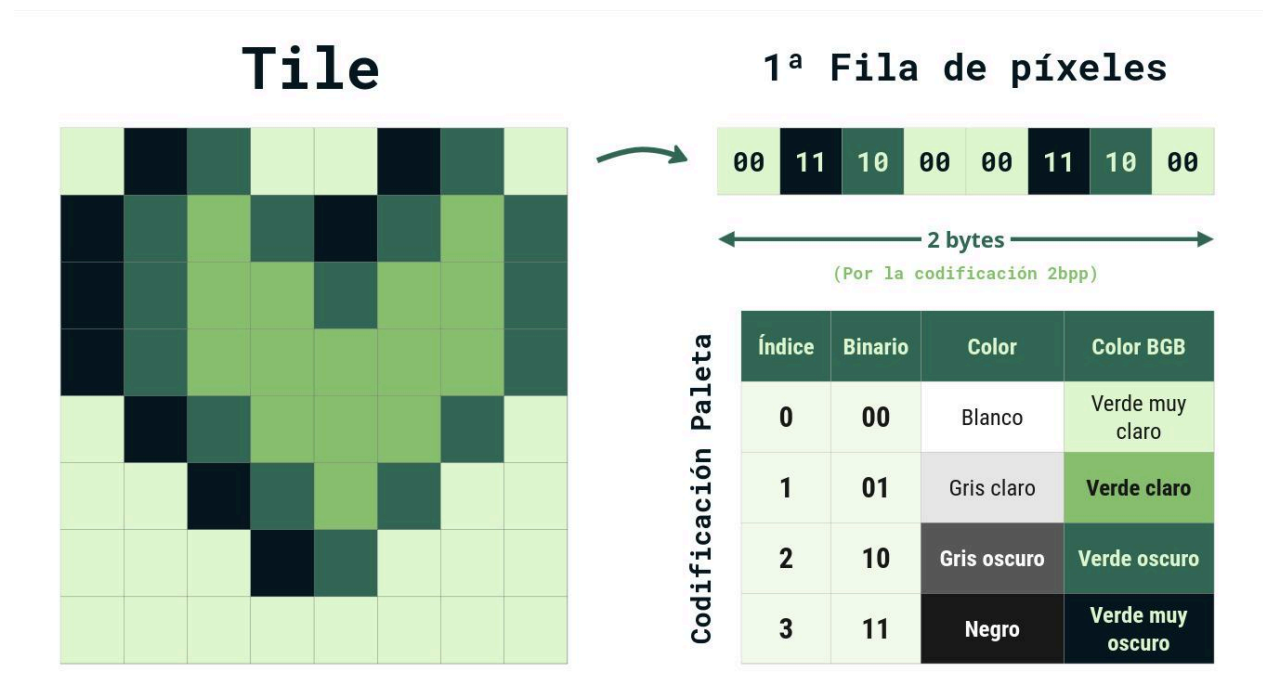 Tile
1ª Fila de píxeles
00 11 10 00 00 11 10 00
2 bytes
(Por la codificación 2bpp)
Codificación Paleta
Índice Binario Color Color BGB
0 00 Blanco Verde muy
claro
1 01 Gris claro Verde claro
2 10 Gris oscuro Verde oscuro
3 11 Negro Verde muy
oscuro